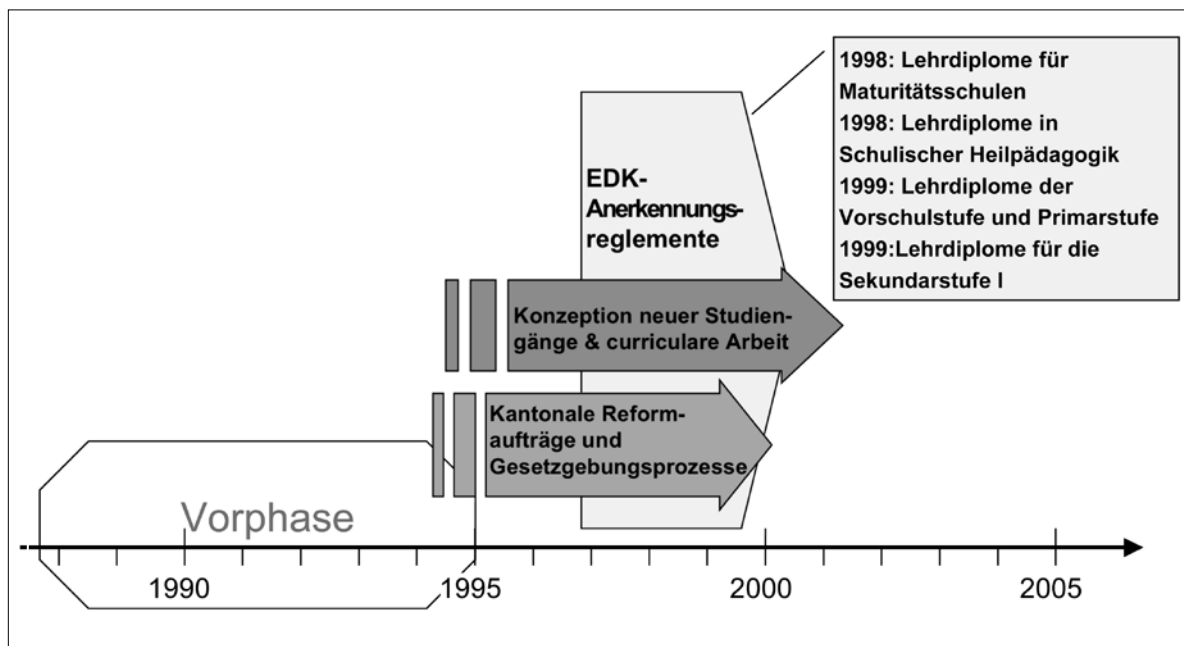 1998: Lehrdiplome für
Maturitätsschulen
1998: Lehrdiplome in
Schulischer Heilpädagogik
1999: Lehrdiplome der
Vorschulstufe und Primarstufe
1999:Lehrdiplome für die
Sekundarstufe I
EDK-
Anerkennungs-
reglemente
Konzeption neuer Studien-
gänge & curriculare Arbeit
Kantonale Reform-
aufträge und
Gesetzgebungsprozesse
Vorphase
1990 1995 2000 2005